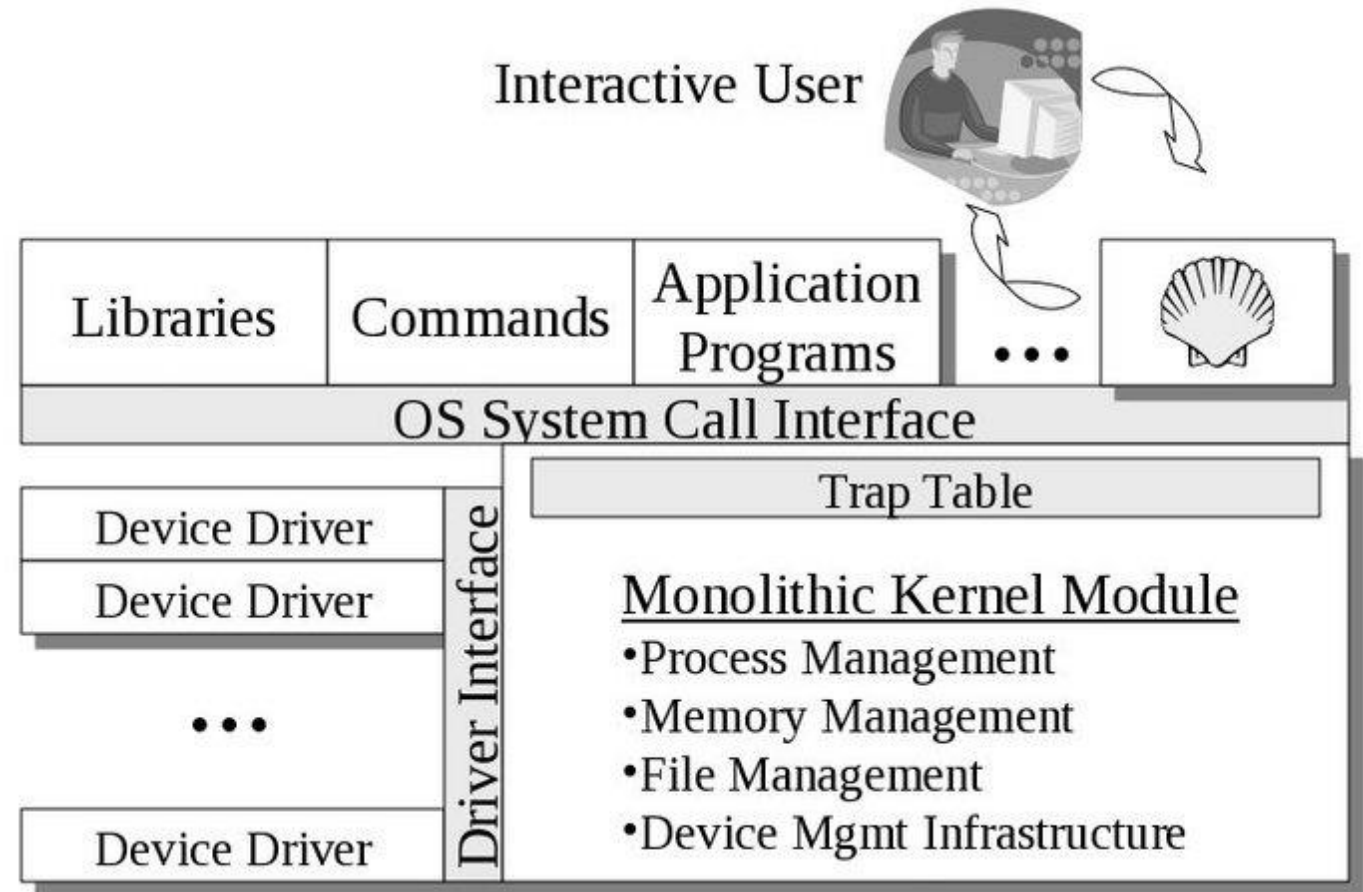 Interactive User
Libraries
Commands
Application
Programs
•••
OS System Call Interface
Trap Table
Device Driver
Device Driver
•••
Device Driver
Driver Interface
Monolithic Kernel Module
•Process Management
•Memory Management
•File Management
•Device Mgmt Infrastructure